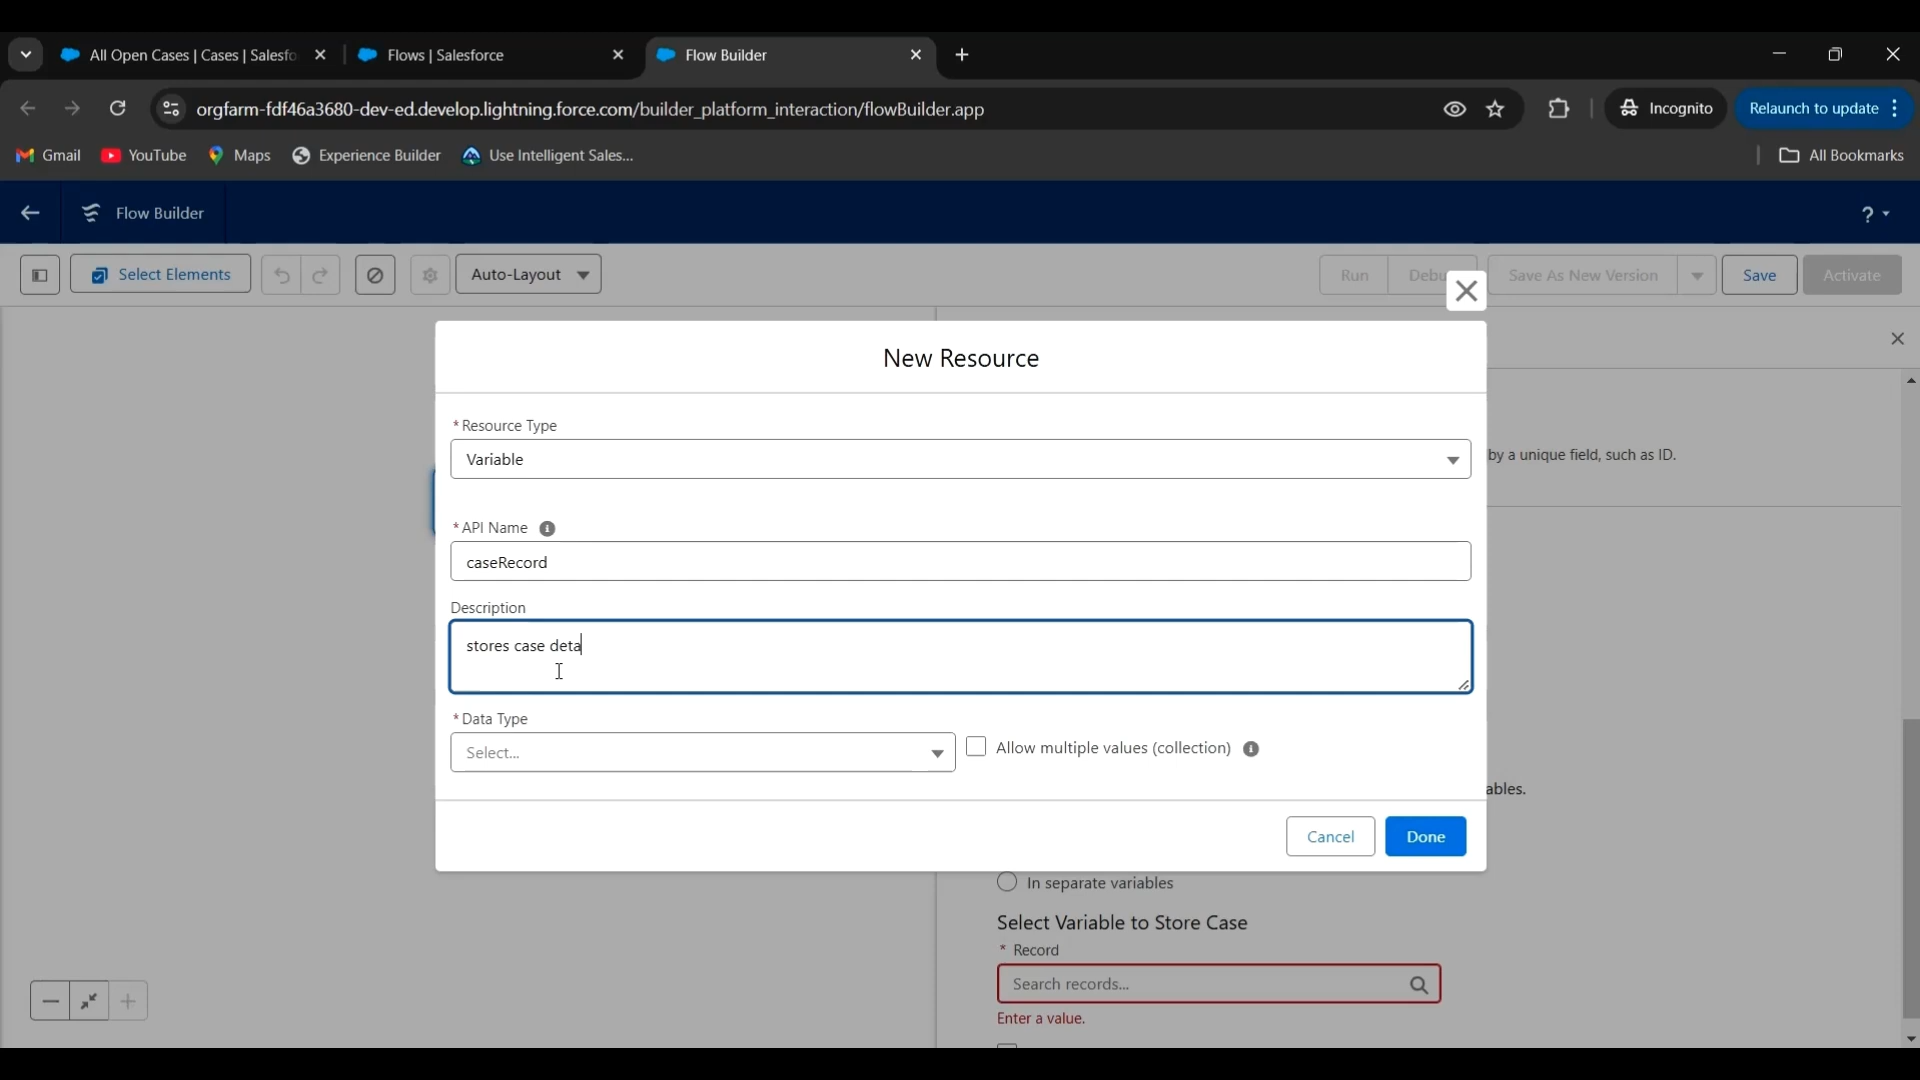 All Open Cases | Cases | Salesfo
Flows | Salesforce
Flow Builder
orgfarm-fdf46a3680-dev-ed.develop.lightning.force.com/builder_platform_interaction/flowBuilder.app
Incognito
Relaunch to update
Gmail
YouTube
Maps
Experience Builder
Use Intelligent Sales...
All Bookmarks
Flow Builder
?
Select Elements
Auto-Layout
Run
Debu
Save As New Version
Save
Activate
New Resource
* Resource Type
Variable
by a unique field, such as ID.
* API Name
caseRecord
Description
stores case deta
* Data Type
Select...
Allow multiple values (collection)
ables.
Cancel
Done
In separate variables
Select Variable to Store Case
* Record
Search records...
Enter a value.